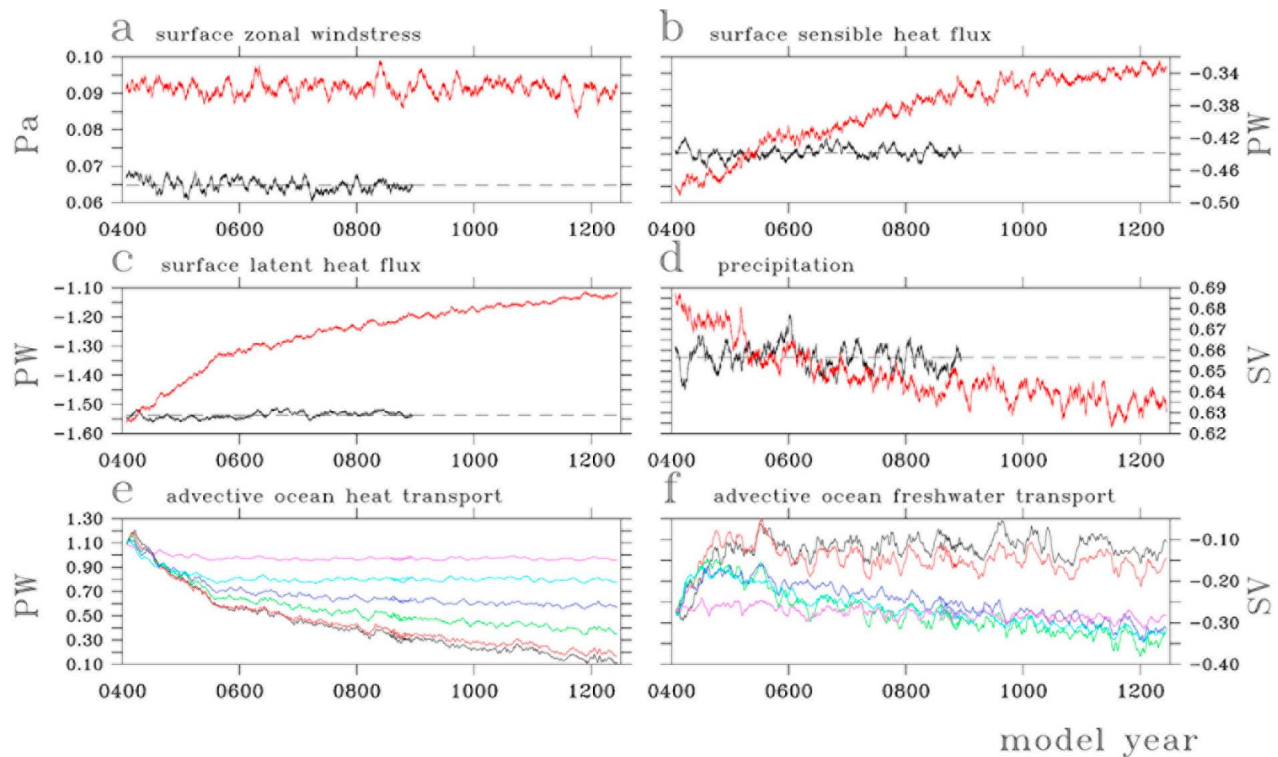 a surface zonal windstress
b surface sensible heat flux
0.10
0.09
0.08
0.07
0.06
Pa
-0.34
-0.38
-0.42
-0.46
-0.50
PW
0400 0600 0800 1000 1200
0400 0600 0800 1000 1200
c surface latent heat flux
d precipitation
-1.10
-1.20
-1.30
-1.40
-1.50
-1.60
PW
0.69
0.68
0.67
0.66
0.65
0.64
0.63
0.62
SV
0400 0600 0800 1000 1200
0400 0600 0800 1000 1200
e advective ocean heat transport
f advective ocean freshwater transport
1.30
1.10
0.90
0.70
0.50
0.30
0.10
PW
-0.10
-0.20
-0.30
-0.40
SV
0400 0600 0800 1000 1200
0400 0600 0800 1000 1200
model year